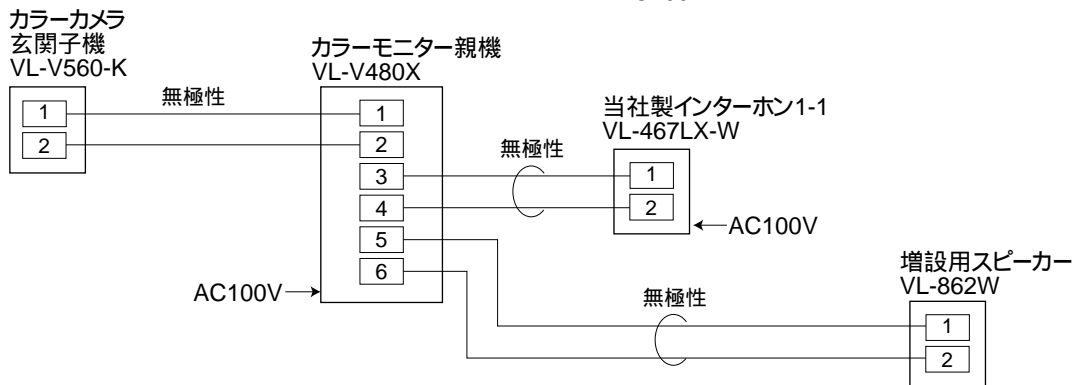 カラーカメラ
玄関子機
VL-V560-K
1
2
無極性
カラーモニター親機
VL-V480X
1
2
3
4
5
6
AC100V
無極性
当社製インターホン1-1
VL-467LX-W
1
2
AC100V
無極性
増設用スピーカー
VL-862W
1
2